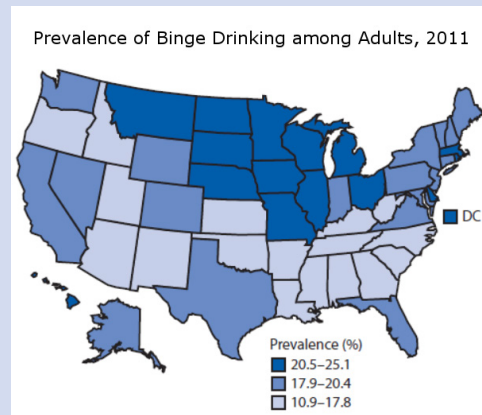 Prevalence of Binge Drinking among Adults, 2011
DC
Prevalence (%)
20.5–25.1
17.9–20.4
10.9–17.8